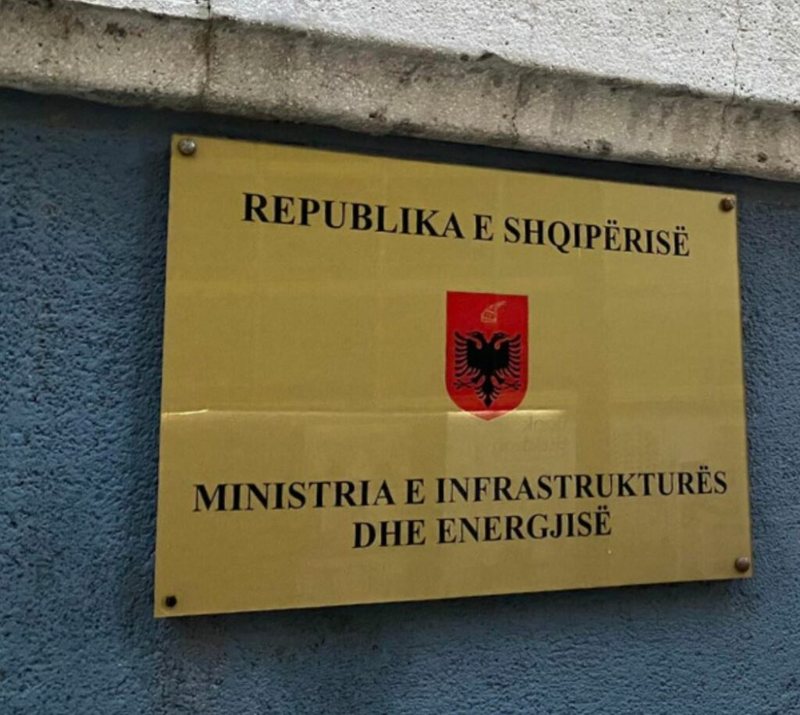 REPUBLIKA E SHQIPËRISË
MINISTRIA E INFRASTRUKTURËS
DHE ENERGJISË